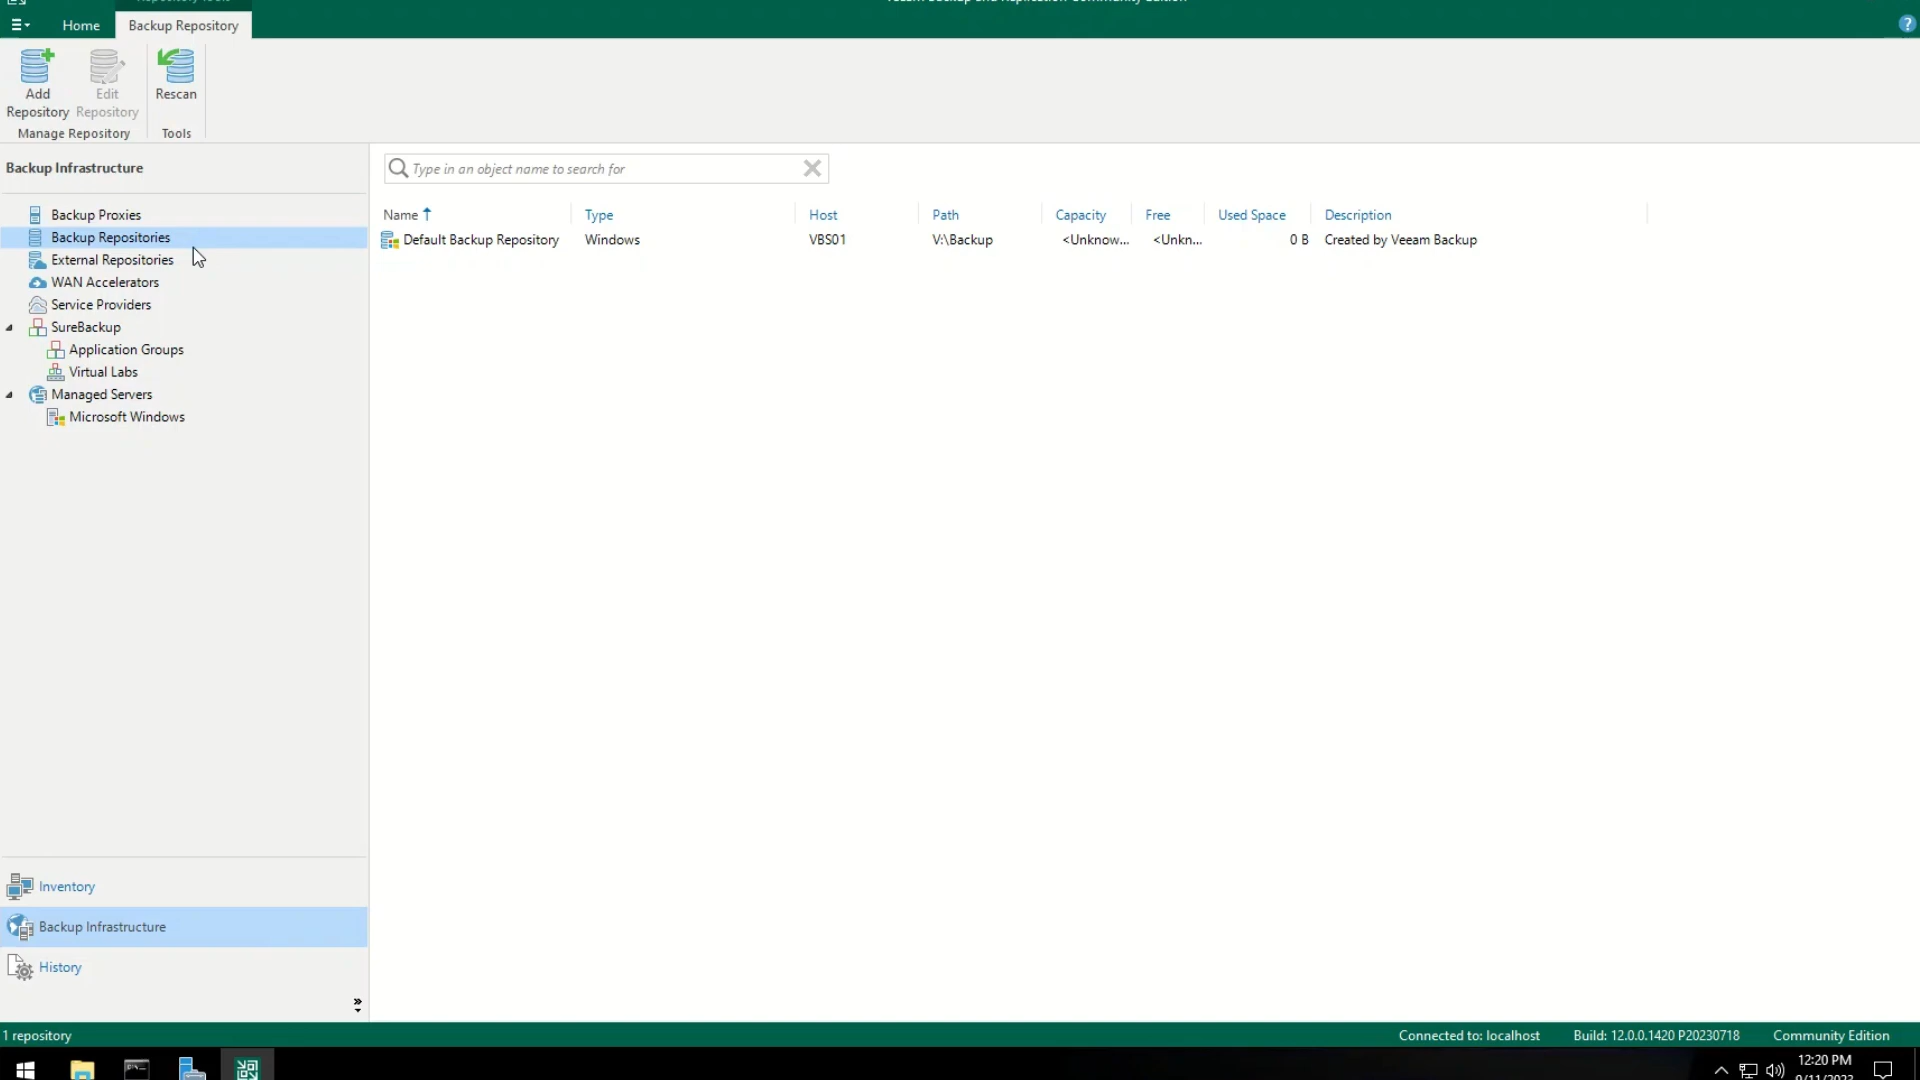 Home
Backup Repository
Add
Repository
Edit
Repository
Rescan
Manage Repository
Tools
Backup Infrastructure
Type in an object name to search for
Backup Proxies
Backup Repositories
External Repositories
WAN Accelerators
Service Providers
SureBackup
Application Groups
Virtual Labs
Managed Servers
Microsoft Windows
Name Type Host Path Capacity Free Used Space Description
Default Backup Repository Windows VBS01 V:\Backup <Unknow... <Unkn... 0 B Created by Veeam Backup
Inventory
Backup Infrastructure
History
1 repository
Connected to: localhost
Build: 12.0.0.1420 P20230718
Community Edition
12:20 PM